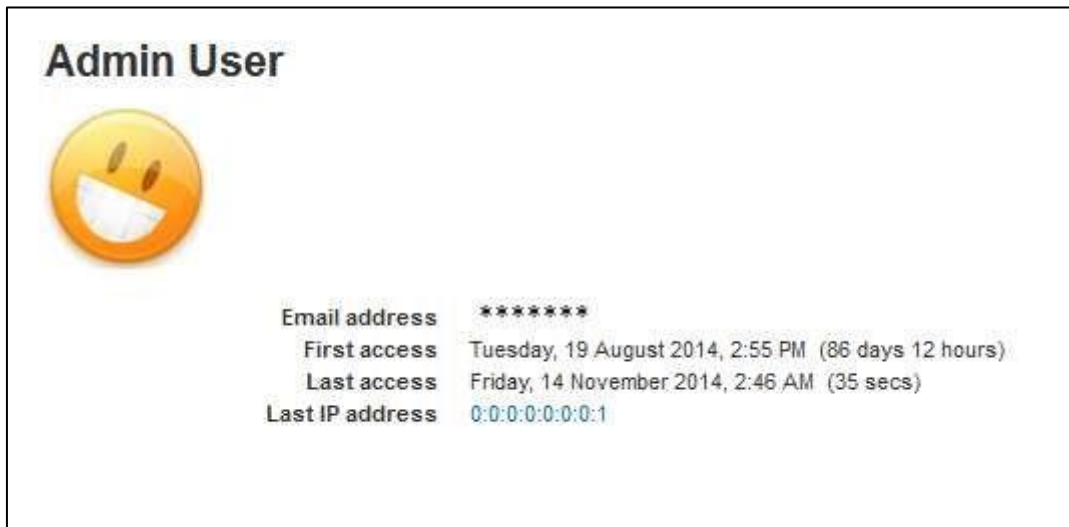 Admin User
Email address *******
First access Tuesday, 19 August 2014, 2:55 PM (86 days 12 hours)
Last access Friday, 14 November 2014, 2:46 AM (35 secs)
Last IP address 0:0:0:0:0:0:0:1